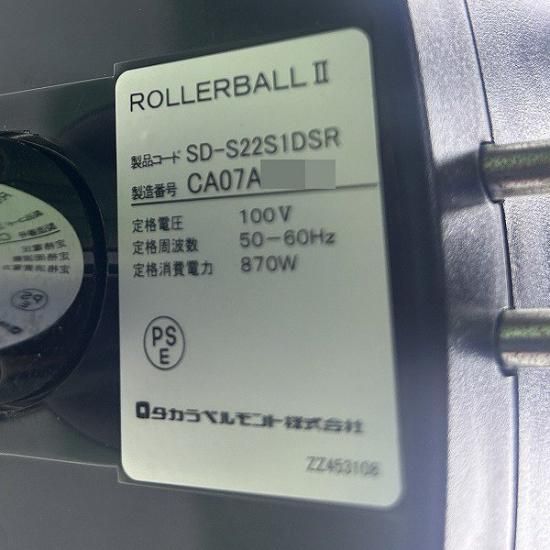 ROLLERBALL II
製品コード SD-S22S1DSR
製造番号 CA07A
定格電圧 100V
定格周波数 50-60Hz
定格消費電力 870W
PS
E
タカラベルモント株式会社
ZZ453108